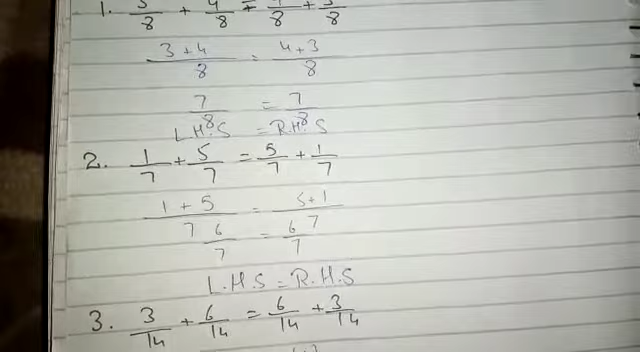 1. 3/8 + 4/8 = 4/8 + 3/8
3+4/8 = 4+3/8
7/8 = 7/8
L.H.S = R.H.S
2. 1/7 + 5/7 = 5/7 + 1/7
1+5/7 = 5+1/7
6/7 = 6/7
L.H.S = R.H.S
3. 3/14 + 6/14 = 6/14 + 3/14